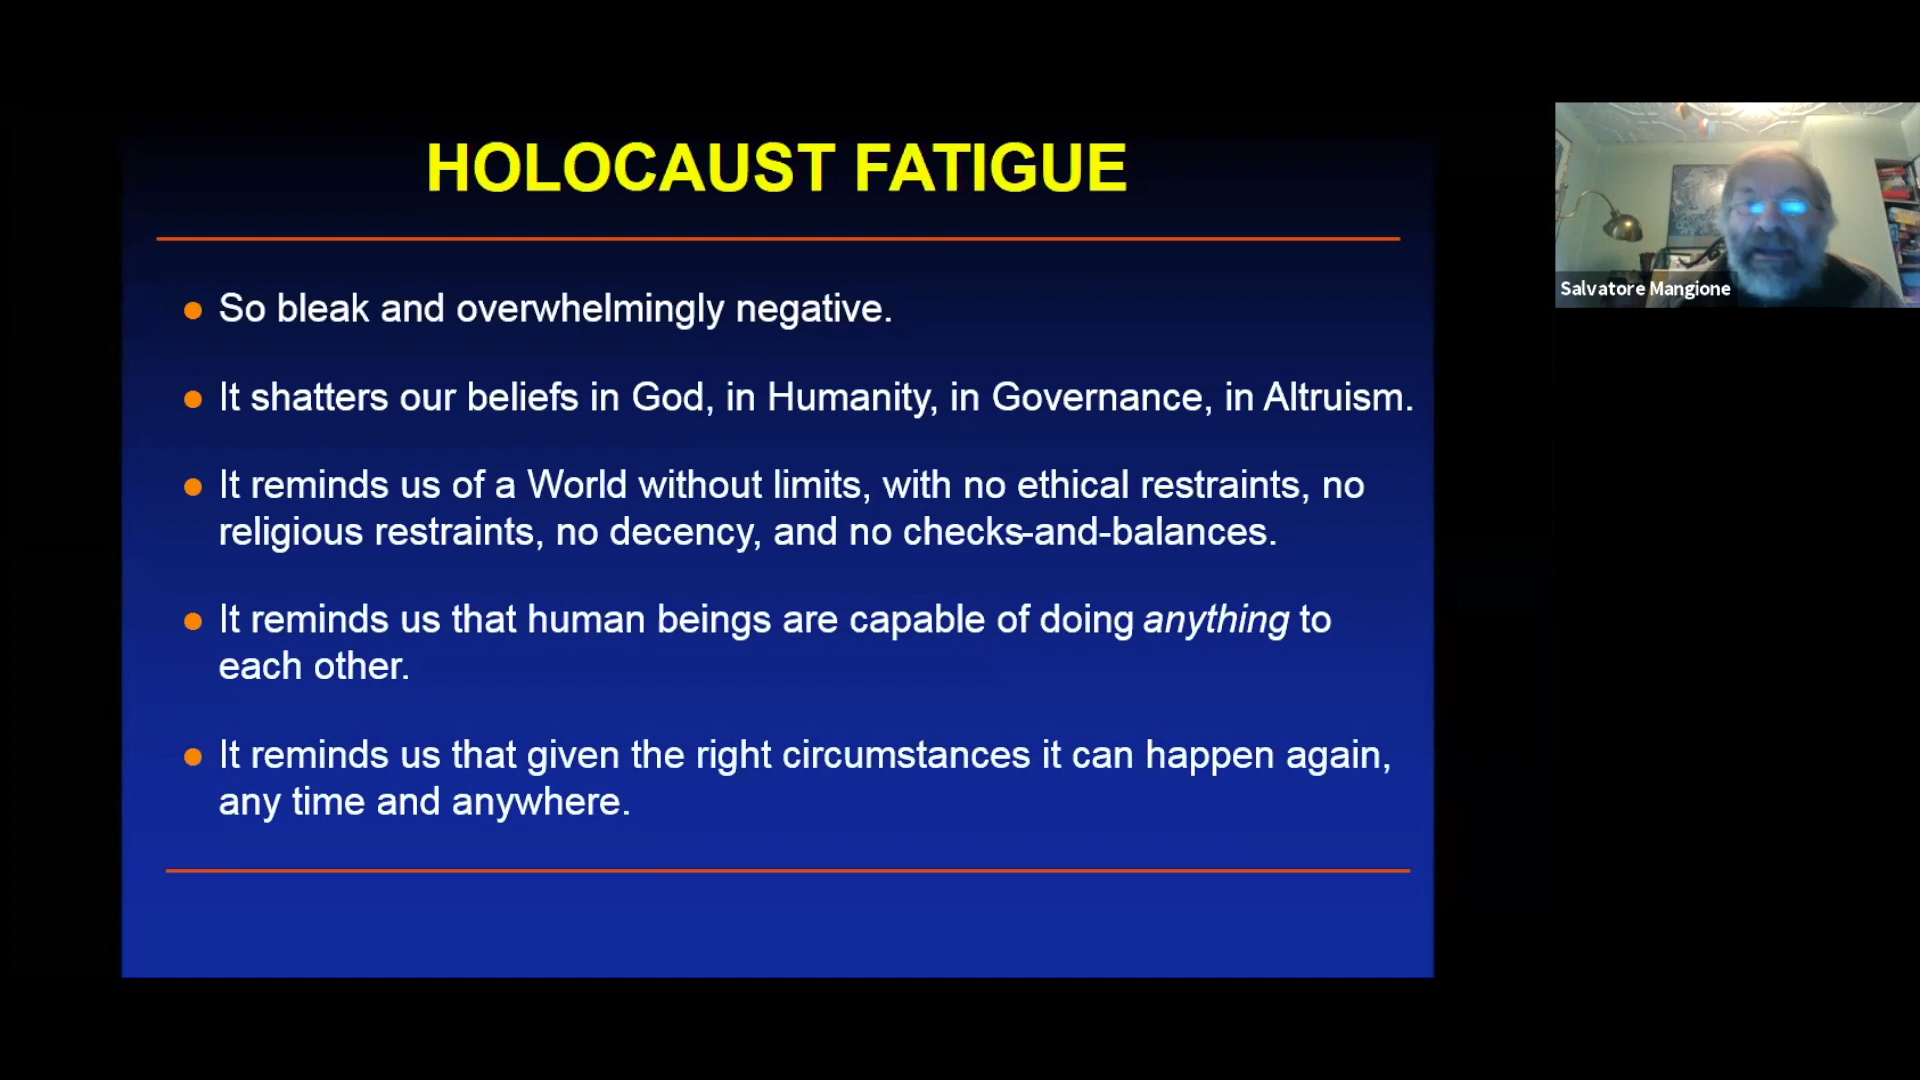 HOLOCAUST FATIGUE
So bleak and overwhelmingly negative.
It shatters our beliefs in God, in Humanity, in Governance, in Altruism.
It reminds us of a World without limits, with no ethical restraints, no
religious restraints, no decency, and no checks-and-balances.
It reminds us that human beings are capable of doing anything to
each other.
It reminds us that given the right circumstances it can happen again,
any time and anywhere.
Salvatore Mangione